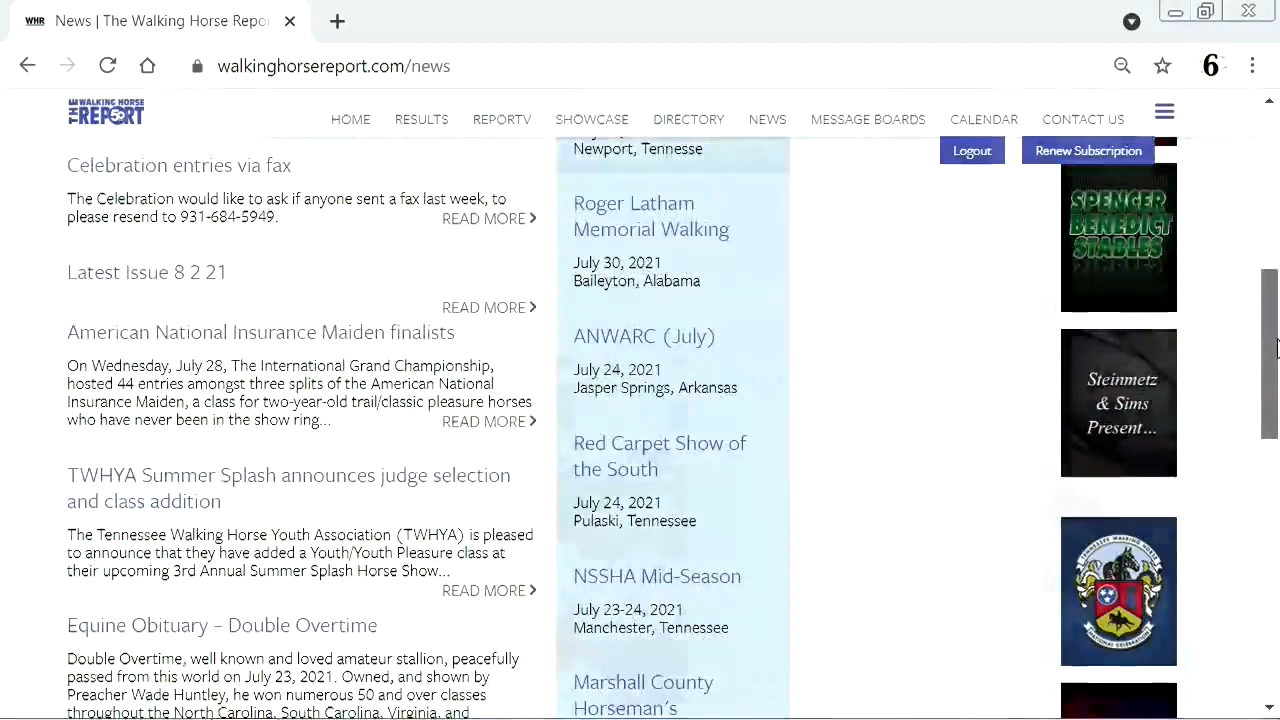 WHR News | The Walking Horse Repo
walkinghorsereport.com/news
6
THE WALKING HORSE
REPORT
HOME RESULTS REPORTV SHOWCASE DIRECTORY NEWS MESSAGE BOARDS CALENDAR CONTACT US
Logout Renew Subscription
Celebration entries via fax
The Celebration would like to ask if anyone sent a fax last week, to
please resend to 931-684-5949.
READ MORE
Latest Issue 8 2 21
READ MORE
American National Insurance Maiden finalists
On Wednesday, July 28, The International Grand Championship,
hosted 44 entries amongst three splits of the American National
Insurance Maiden, a class for two-year-old trail/classic pleasure horses
who have never been in the show ring...
READ MORE
TWHYA Summer Splash announces judge selection
and class addition
The Tennessee Walking Horse Youth Association (TWHYA) is pleased
to announce that they have added a Youth/Youth Pleasure class at
their upcoming 3rd Annual Summer Splash Horse Show...
READ MORE
Equine Obituary – Double Overtime
Double Overtime, well known and loved amateur stallion, peacefully
passed from this world on July 23, 2021. Owned, and shown by
Preacher Wade Huntley, he won numerous 50 and over classes
throughout the North Carolina, South Carolina, Virginia, and
Newport, Tennessee
Roger Latham
Memorial Walking
July 30, 2021
Baileyton, Alabama
ANWARC (July)
July 24, 2021
Jasper Springs, Arkansas
Red Carpet Show of
the South
July 24, 2021
Pulaski, Tennessee
NSSHA Mid-Season
July 23-24, 2021
Manchester, Tennessee
Marshall County
Horseman's
SPENCER
BENEDICT
STABLES
Steinmetz
& Sims
Present...
TENNESSEE WALKING HORSE
NATIONAL CELEBRATION